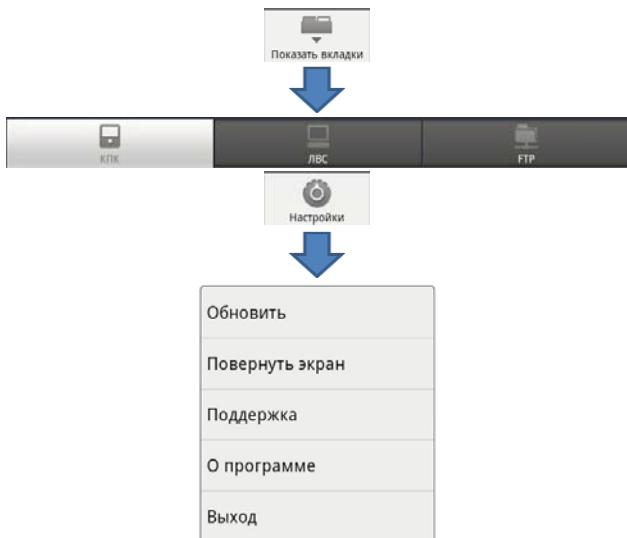 Показать вкладки
КПК
ЛВС
FTP
Настройки
Обновить
Повернуть экран
Поддержка
О программе
Выход